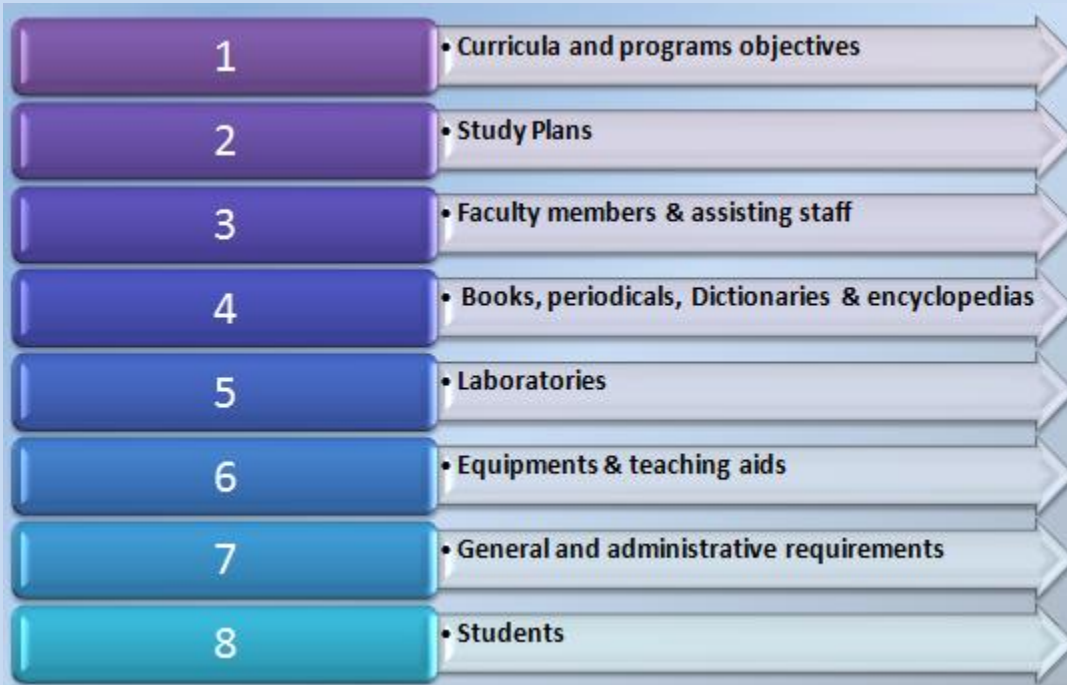 1
• Curricula and programs objectives
2
• Study Plans
3
• Faculty members & assisting staff
4
• Books, periodicals, Dictionaries & encyclopedias
5
• Laboratories
6
• Equipments & teaching aids
7
• General and administrative requirements
8
• Students